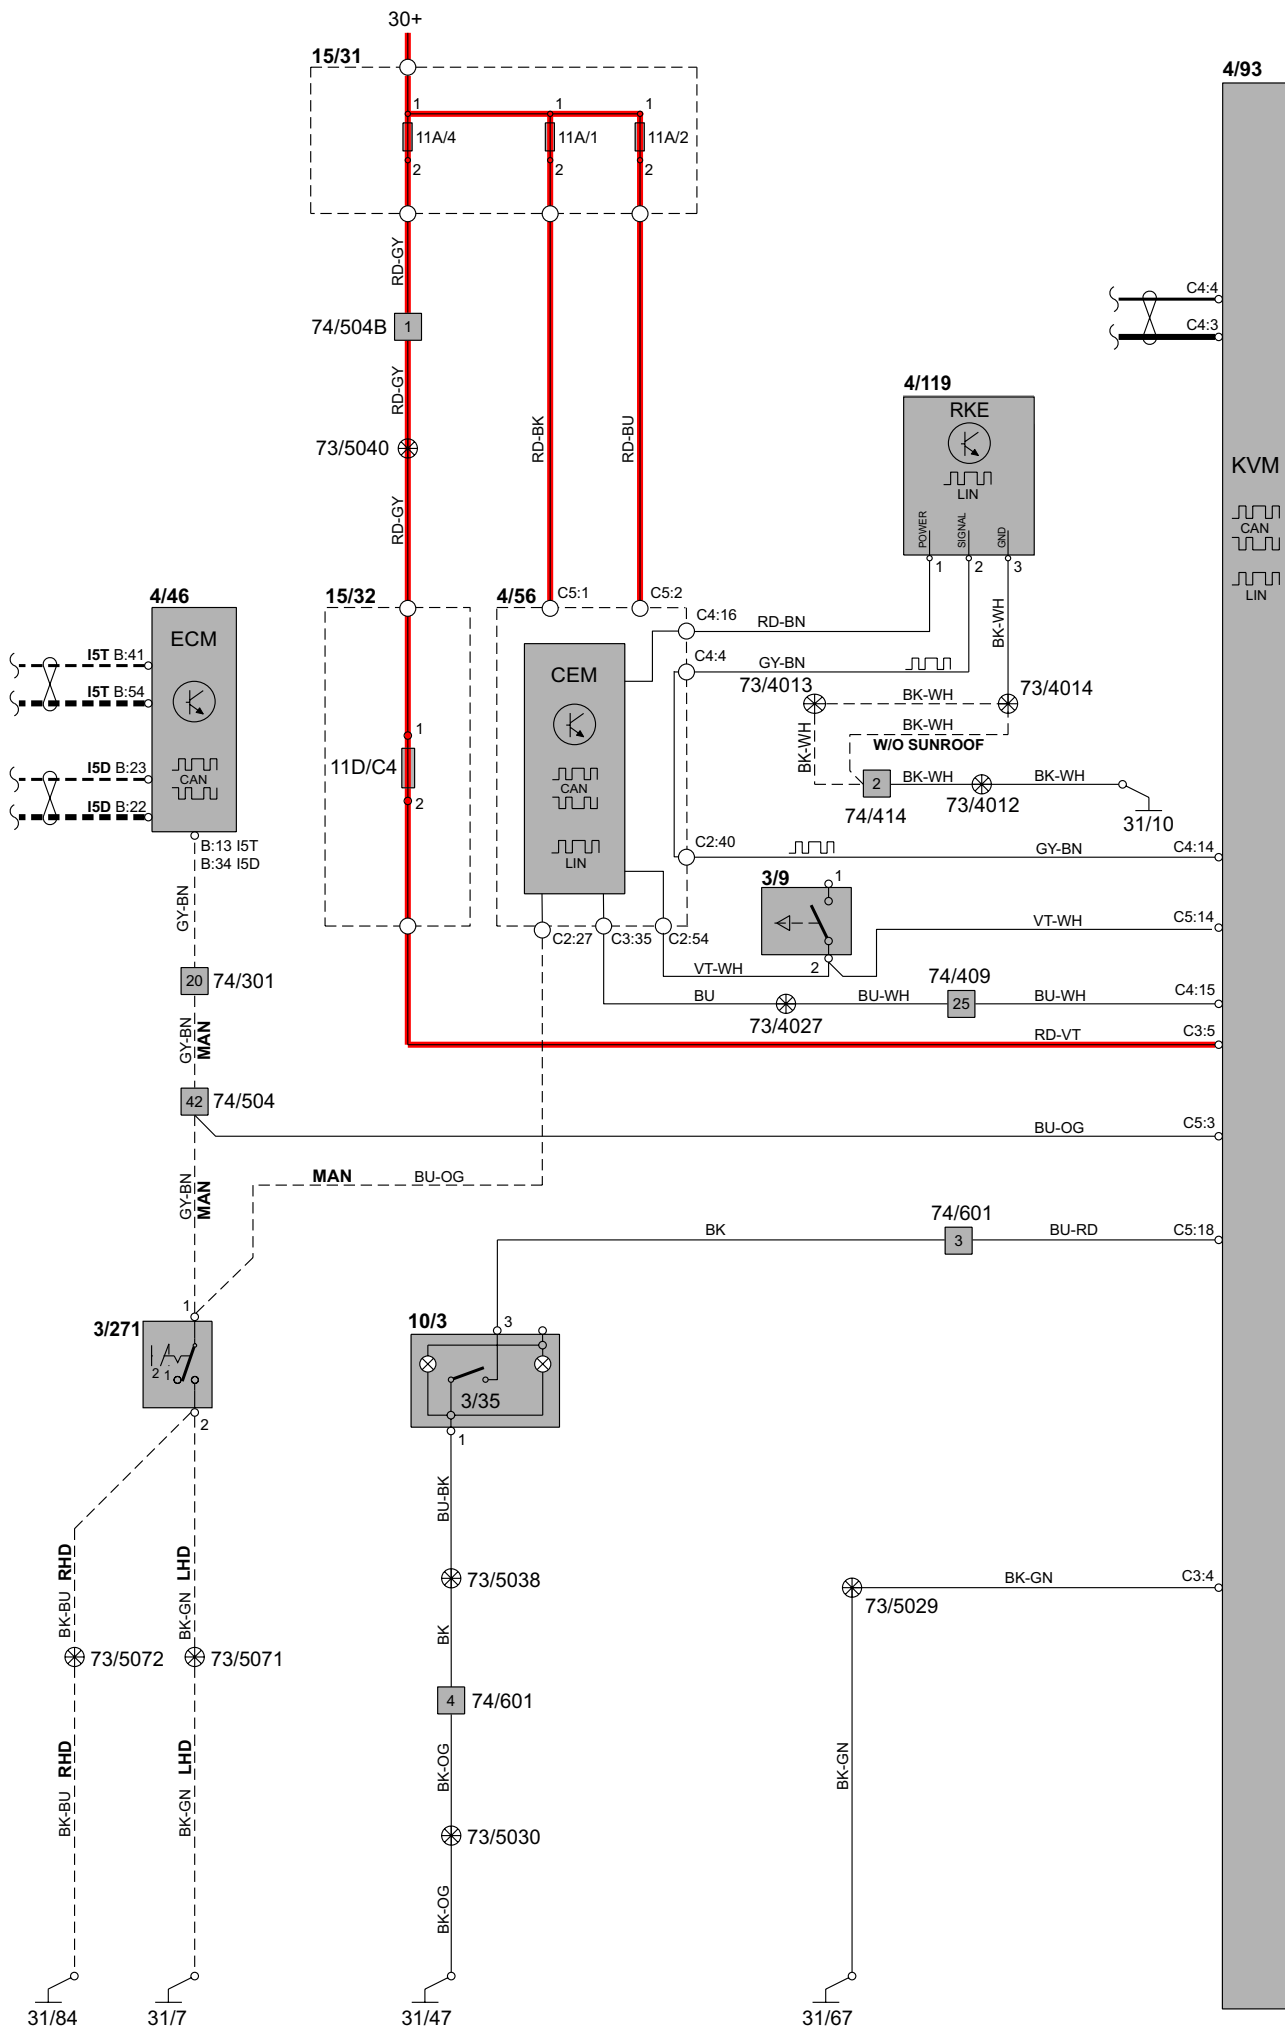 30+
15/31
4/93
1
1
1
11A/4
11A/1
11A/2
2
2
2
RD-GY
C4:4
74/504B
1
C4:3
RD-GY
4/119
RKE
RD-BK
RD-BU
73/5040
KVM
LIN
CAN
RD-GY
POWER
SIGNAL
GND
1
2
3
LIN
4/46
15/32
4/56
C5:1
C5:2
C4:16
RD-BN
BK-WH
ECM
I5T B:41
CEM
C4:4
GY-BN
73/4013
73/4014
I5T B:54
BK-WH
BK-WH
1
BK-WH
W/O SUNROOF
I5D B:23
CAN
11D/C4
CAN
2
BK-WH
BK-WH
2
74/414
73/4012
31/10
I5D B:22
B:13 I5T
B:34 I5D
LIN
C2:40
GY-BN
C4:14
3/9
1
GY-BN
C2:27
C3:35
C2:54
VT-WH
C5:14
20
74/301
VT-WH
2
74/409
BU
BU-WH
25
BU-WH
C4:15
73/4027
GY-BN
MAN
RD-VT
C3:5
42
74/504
BU-OG
C5:3
MAN
BU-OG
GY-BN
MAN
74/601
BK
3
BU-RD
C5:18
1
3/271
10/3
3
2
1
3/35
2
1
BU-BK
RHD
LHD
73/5038
BK-GN
C3:4
73/5029
BK-BU
BK-GN
BK
73/5072
73/5071
4
74/601
RHD
LHD
BK-OG
BK-GN
BK-BU
BK-GN
73/5030
BK-OG
31/84
31/7
31/47
31/67